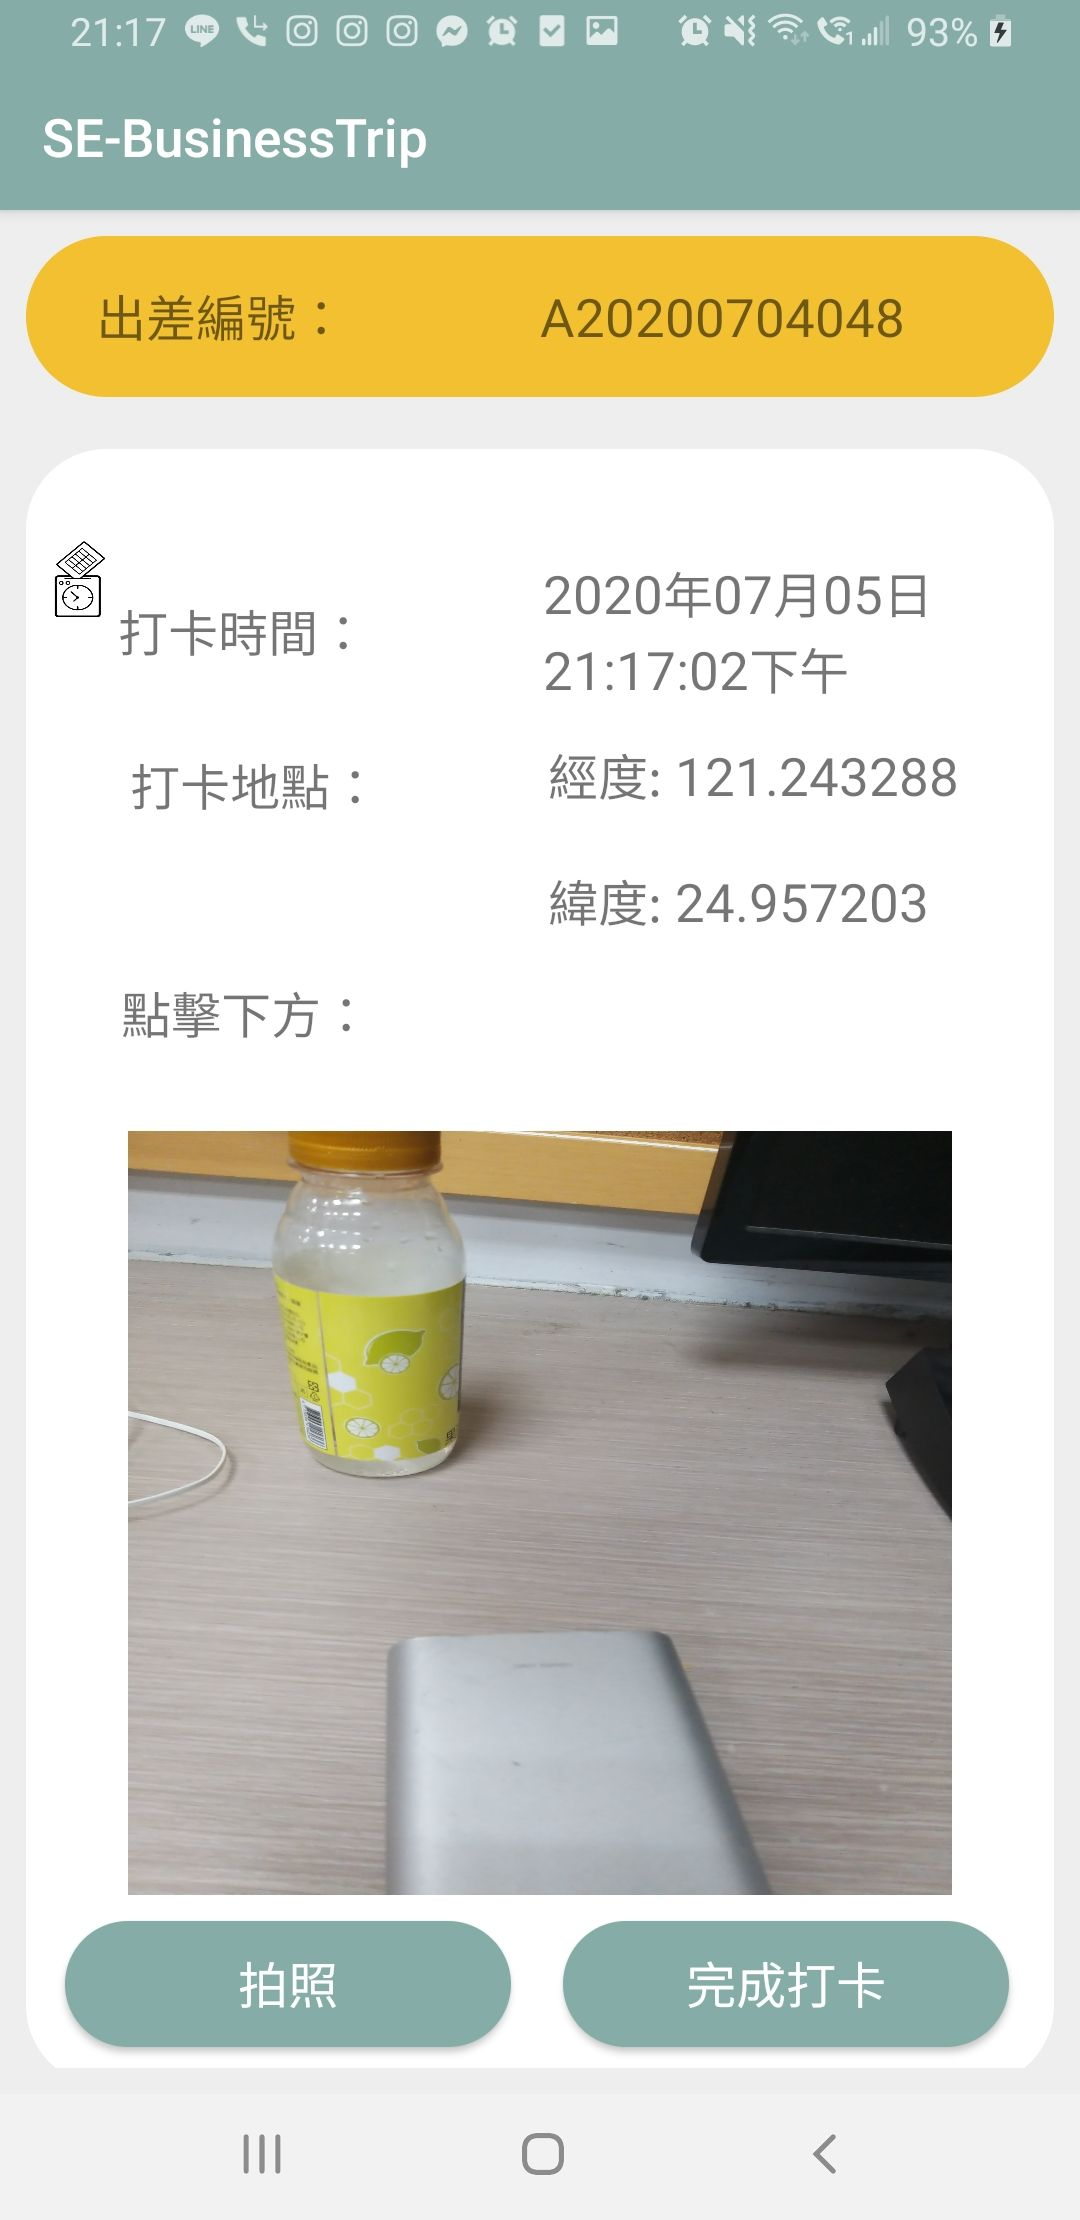 21:17 LINE 93%
SE-BusinessTrip
出差編號： A20200704048
打卡時間： 2020年07月05日
21:17:02下午
打卡地點： 經度: 121.243288
緯度: 24.957203
點擊下方：
拍照 完成打卡